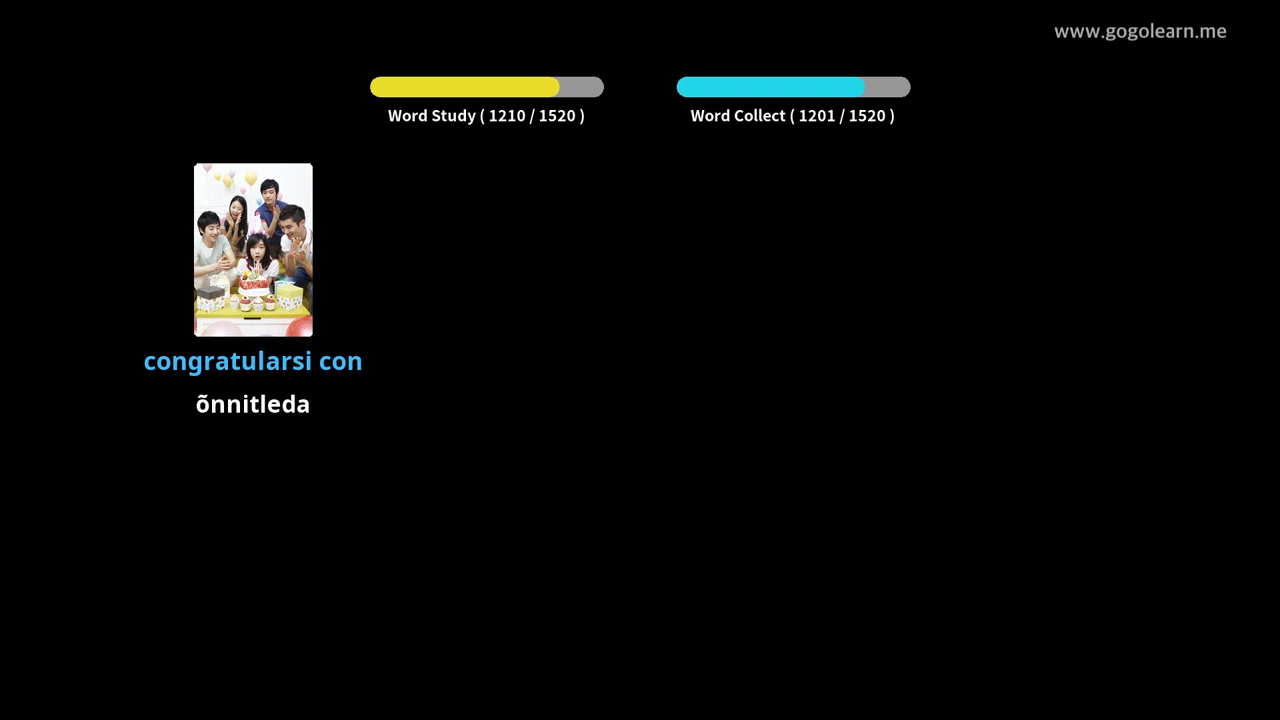 www.gogolearn.me
Word Study ( 1210 / 1520 )
Word Collect ( 1201 / 1520 )
congratularsi con
õnnitleda